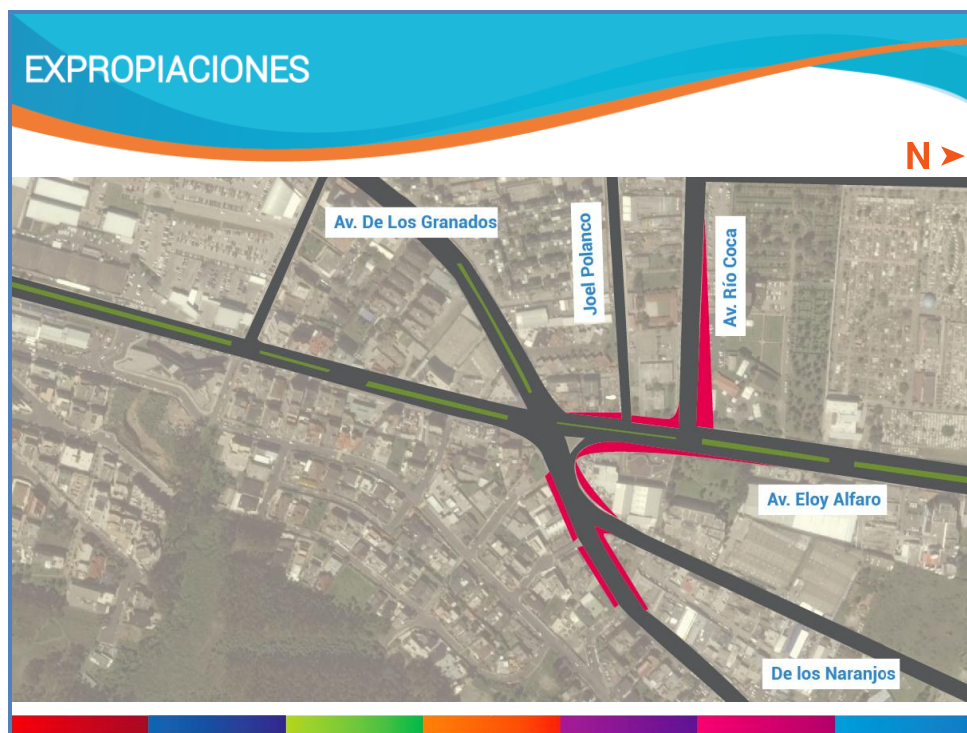 EXPROPIACIONES
N
Av. De Los Granados
Joel Polanco
Av. Río Coca
Av. Eloy Alfaro
De los Naranjos